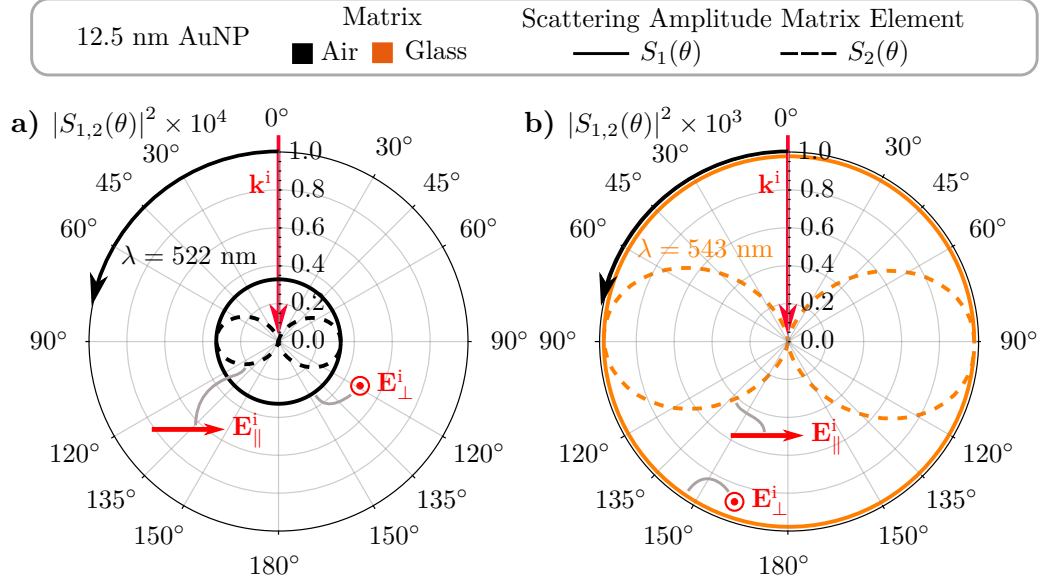 12.5 nm AuNP
Matrix
Air Glass
Scattering Amplitude Matrix Element
S₁(θ) S₂(θ)
a) |S₁,₂(θ)|² × 10⁴
0°
30° 30°
45° 45°
60° 60°
90° 90°
120° 120°
135° 135°
150° 150°
180°
1.0
0.8
0.6
0.4
0.2
0.0
kⁱ
λ = 522 nm
Eⁱ⊥
Eⁱ∥
b) |S₁,₂(θ)|² × 10³
0°
30° 30°
45° 45°
60° 60°
90° 90°
120° 120°
135° 135°
150° 150°
180°
1.0
0.8
0.6
0.4
0.2
0.0
kⁱ
λ = 543 nm
Eⁱ∥
Eⁱ⊥